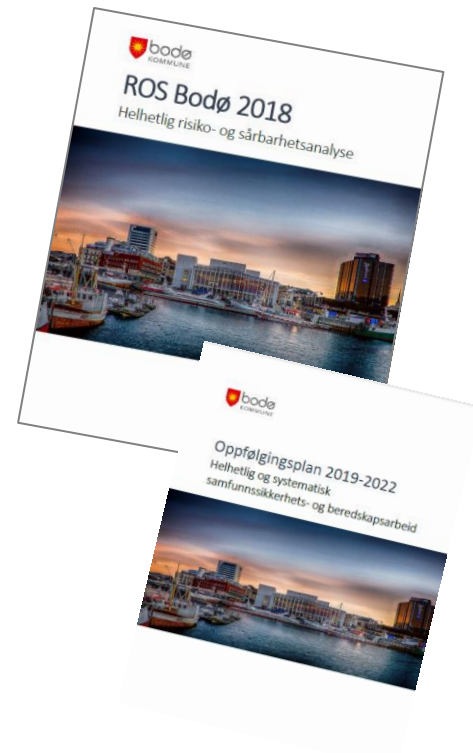 bodø
KOMMUNE
ROS Bodø 2018
Helhetlig risiko- og sårbarhetsanalyse
bodø
KOMMUNE
Oppfølgingsplan 2019-2022
Helhetlig og systematisk
samfunnssikkerhets- og beredskapsarbeid